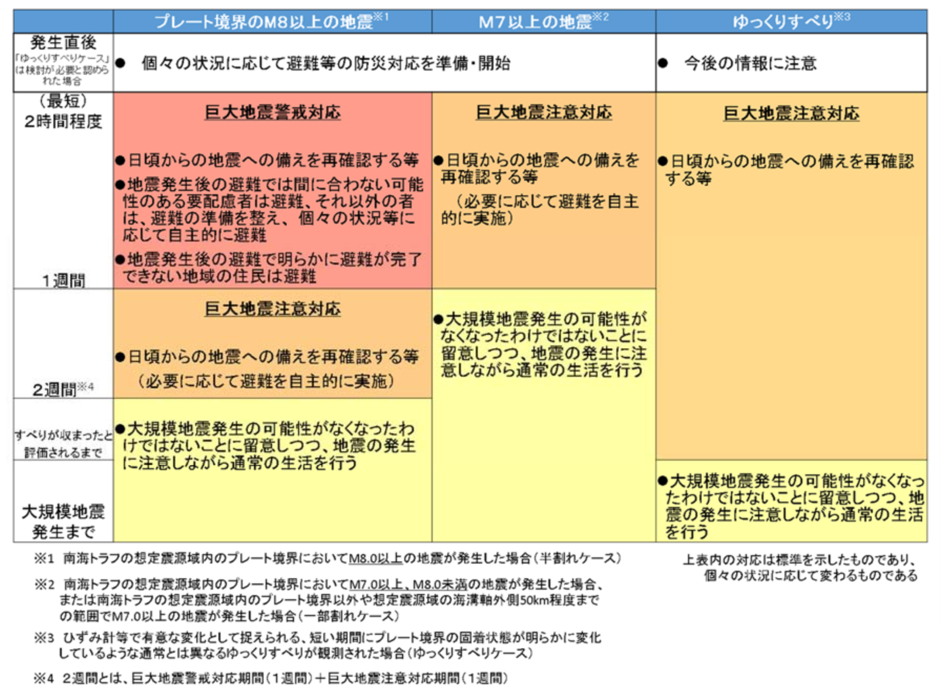 プレート境界のM8以上の地震※1
M7以上の地震※2
ゆっくりすべり※3
発生直後
「ゆっくりすべりケース」
は検討が必要と認めら
れた場合
● 個々の状況に応じて避難等の防災対応を準備・開始
● 今後の情報に注意
（最短）
2時間程度
1週間
巨大地震警戒対応
●日頃からの地震への備えを再確認する等
●地震発生後の避難では間に合わない可能
性のある要配慮者は避難、それ以外の者
は、避難の準備を整え、個々の状況等に
応じて自主的に避難
●地震発生後の避難で明らかに避難が完了
できない地域の住民は避難
巨大地震注意対応
●日頃からの地震への備えを
再確認する等
（必要に応じて避難を自主
的に実施）
巨大地震注意対応
●日頃からの地震への備えを再確認
する等
2週間※4
巨大地震注意対応
●日頃からの地震への備えを再確認する等
（必要に応じて避難を自主的に実施）
●大規模地震発生の可能性が
なくなったわけではないことに
留意しつつ、地震の発生に注
意しながら通常の生活を行う
すべりが収まったと
評価されるまで
大規模地震
発生まで
●大規模地震発生の可能性がなくなった
わけではないことに留意しつつ、地震の発生
に注意しながら通常の生活を行う
●大規模地震発生の可能性がなくなっ
たわけではないことに留意しつつ、地
震の発生に注意しながら通常の生活
を行う
※1 南海トラフの想定震源域内のプレート境界においてM8.0以上の地震が発生した場合（半割れケース）
※2 南海トラフの想定震源域内のプレート境界においてM7.0以上、M8.0未満の地震が発生した場合、
または南海トラフの想定震源域内のプレート境界以外や想定震源域の海溝軸外側50km程度まで
の範囲でM7.0以上の地震が発生した場合（一部割れケース）
※3 ひずみ計等で有意な変化として捉えられる、短い期間にプレート境界の固着状態が明らかに変化
しているような通常とは異なるゆっくりすべりが観測された場合（ゆっくりすべりケース）
※4 2週間とは、巨大地震警戒対応期間（1週間）＋巨大地震注意対応期間（1週間）
上表内の対応は標準を示したものであり、
個々の状況に応じて変わるものである